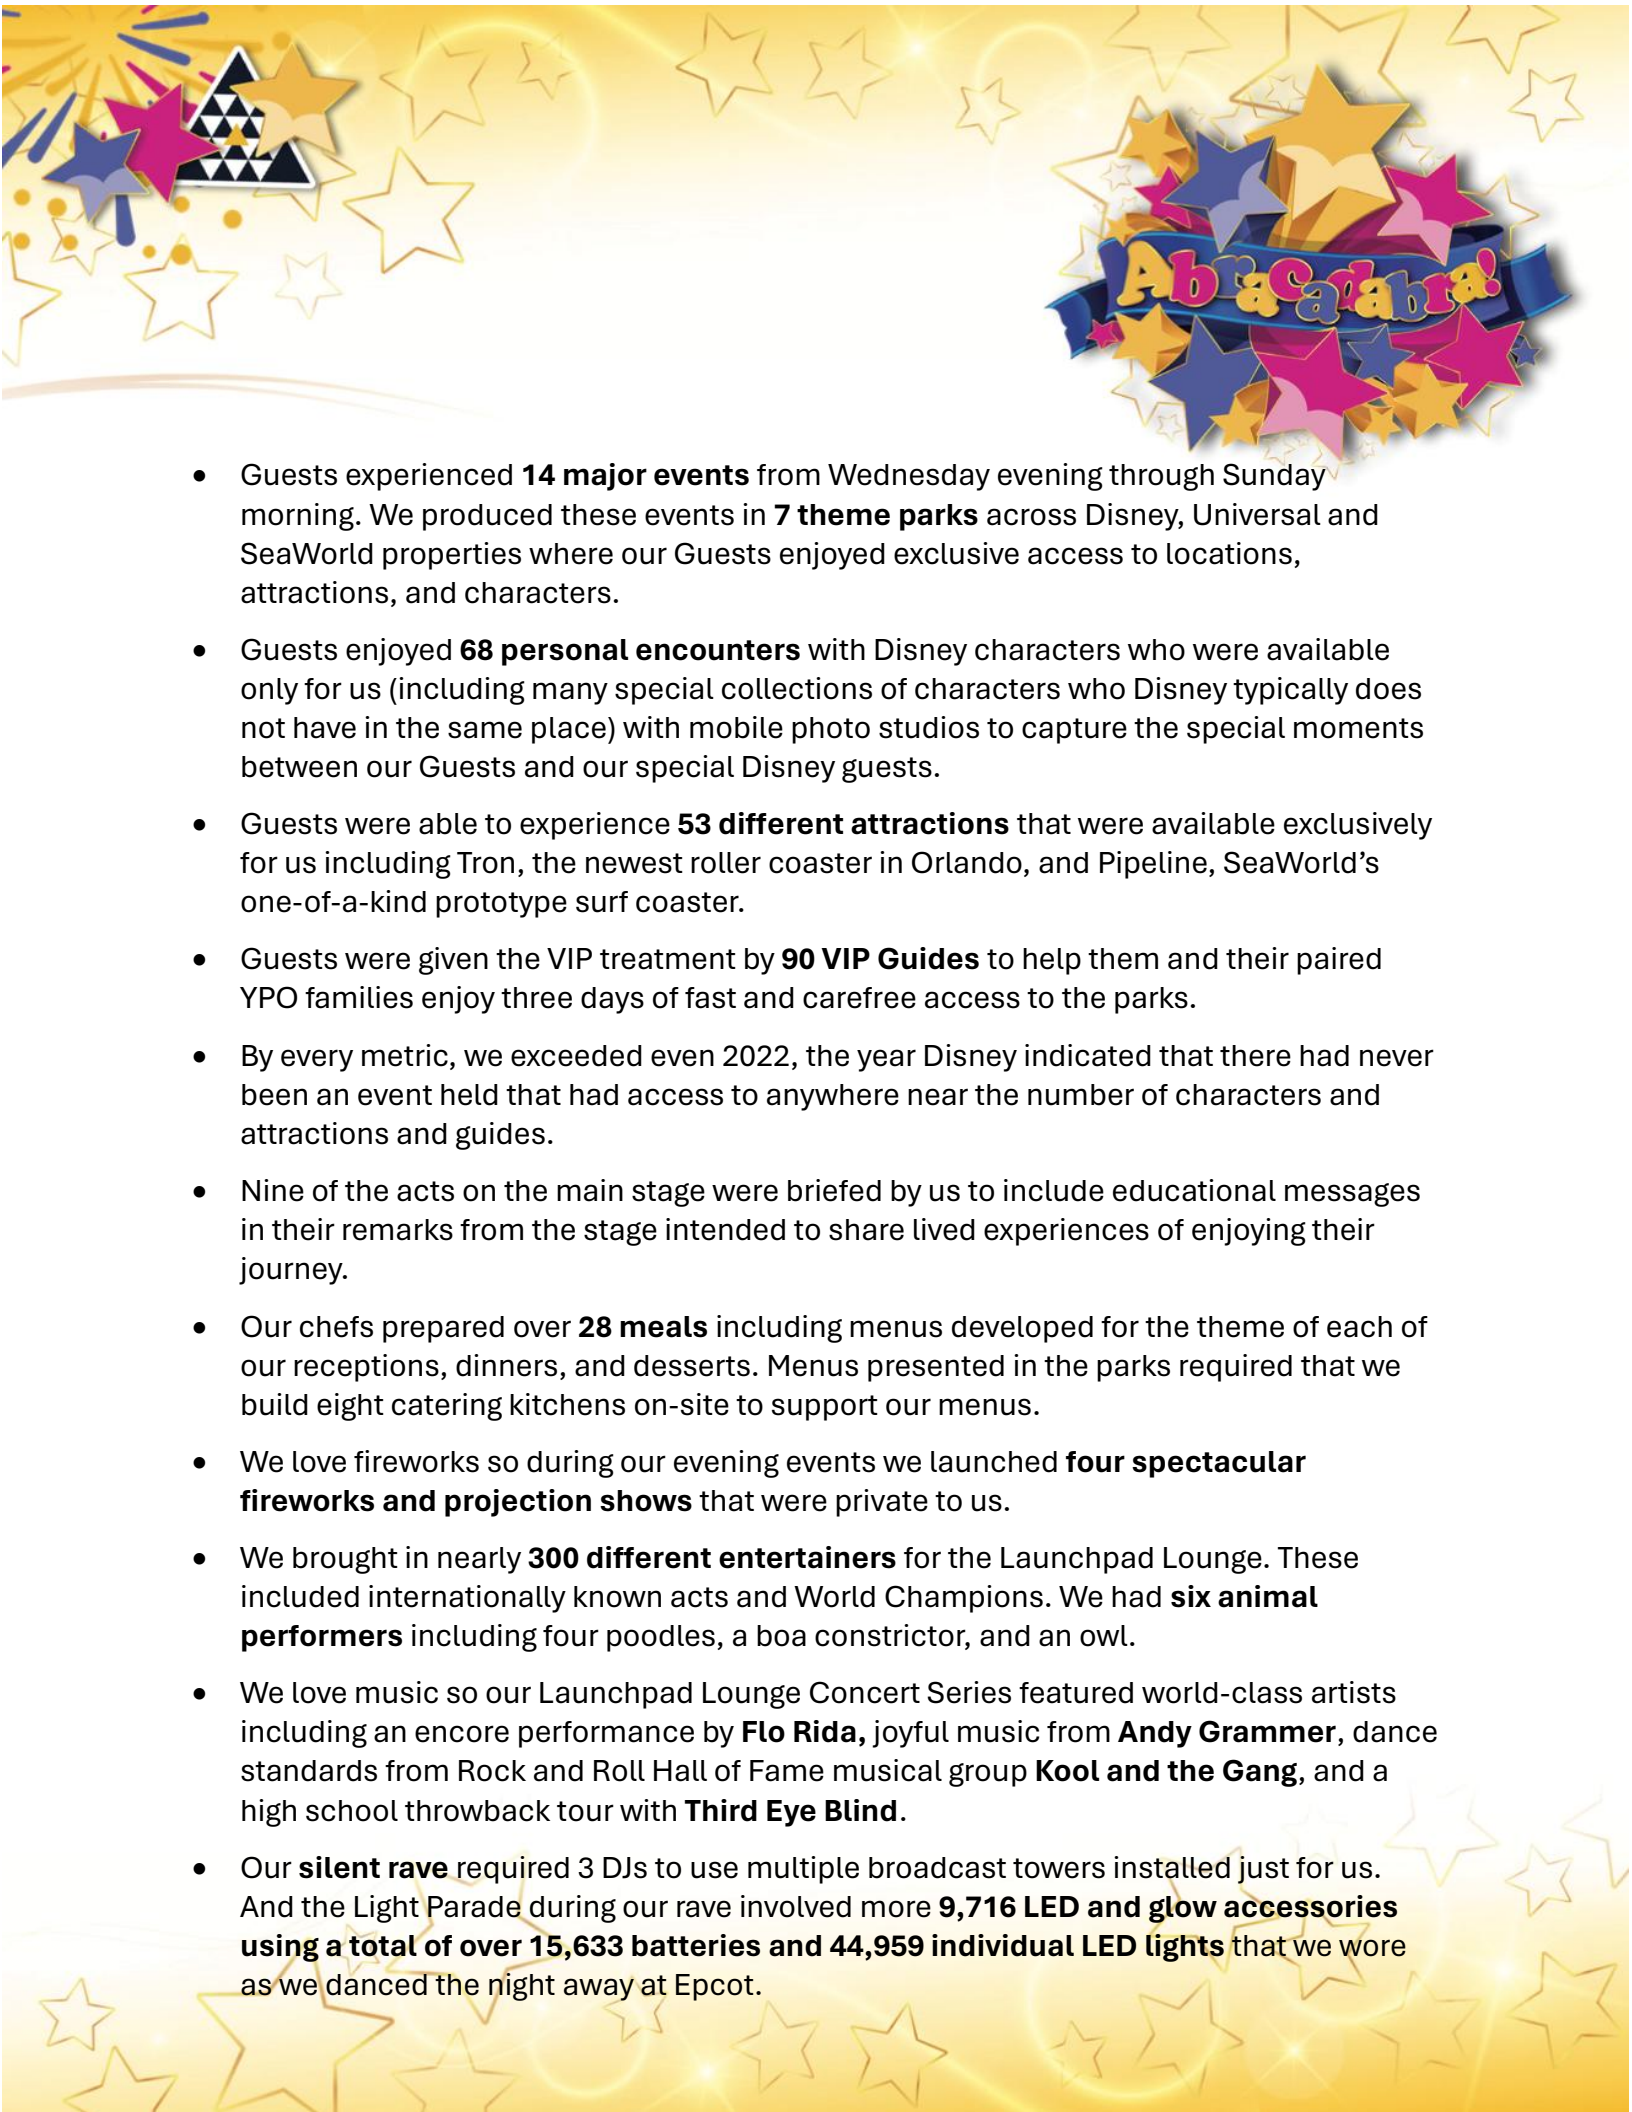 Abracadabra!
• Guests experienced 14 major events from Wednesday evening through Sunday
morning. We produced these events in 7 theme parks across Disney, Universal and
SeaWorld properties where our Guests enjoyed exclusive access to locations,
attractions, and characters.
• Guests enjoyed 68 personal encounters with Disney characters who were available
only for us (including many special collections of characters who Disney typically does
not have in the same place) with mobile photo studios to capture the special moments
between our Guests and our special Disney guests.
• Guests were able to experience 53 different attractions that were available exclusively
for us including Tron, the newest roller coaster in Orlando, and Pipeline, SeaWorld’s
one-of-a-kind prototype surf coaster.
• Guests were given the VIP treatment by 90 VIP Guides to help them and their paired
YPO families enjoy three days of fast and carefree access to the parks.
• By every metric, we exceeded even 2022, the year Disney indicated that there had never
been an event held that had access to anywhere near the number of characters and
attractions and guides.
• Nine of the acts on the main stage were briefed by us to include educational messages
in their remarks from the stage intended to share lived experiences of enjoying their
journey.
• Our chefs prepared over 28 meals including menus developed for the theme of each of
our receptions, dinners, and desserts. Menus presented in the parks required that we
build eight catering kitchens on-site to support our menus.
• We love fireworks so during our evening events we launched four spectacular
fireworks and projection shows that were private to us.
• We brought in nearly 300 different entertainers for the Launchpad Lounge. These
included internationally known acts and World Champions. We had six animal
performers including four poodles, a boa constrictor, and an owl.
• We love music so our Launchpad Lounge Concert Series featured world-class artists
including an encore performance by Flo Rida, joyful music from Andy Grammer, dance
standards from Rock and Roll Hall of Fame musical group Kool and the Gang, and a
high school throwback tour with Third Eye Blind.
• Our silent rave required 3 DJs to use multiple broadcast towers installed just for us.
And the Light Parade during our rave involved more 9,716 LED and glow accessories
using a total of over 15,633 batteries and 44,959 individual LED lights that we wore
as we danced the night away at Epcot.